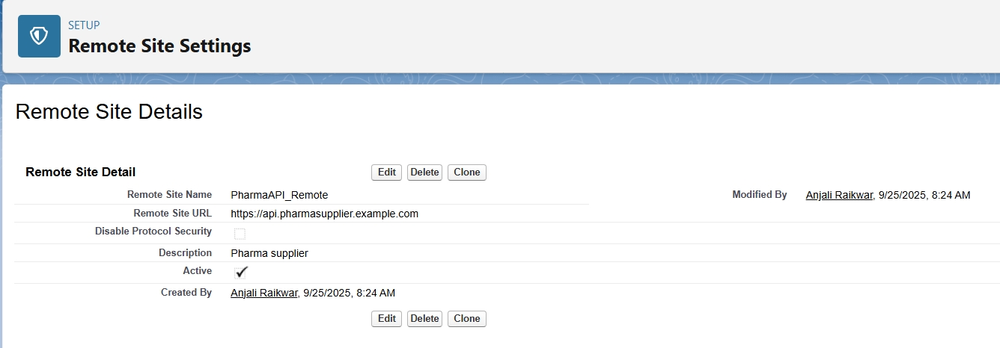 SETUP
Remote Site Settings
Remote Site Details
Remote Site Detail Edit Delete Clone
Remote Site Name PharmaAPI_Remote Modified By Anjali Raikwar, 9/25/2025, 8:24 AM
Remote Site URL https://api.pharmasupplier.example.com
Disable Protocol Security
Description Pharma supplier
Active
Created By Anjali Raikwar, 9/25/2025, 8:24 AM
Edit Delete Clone